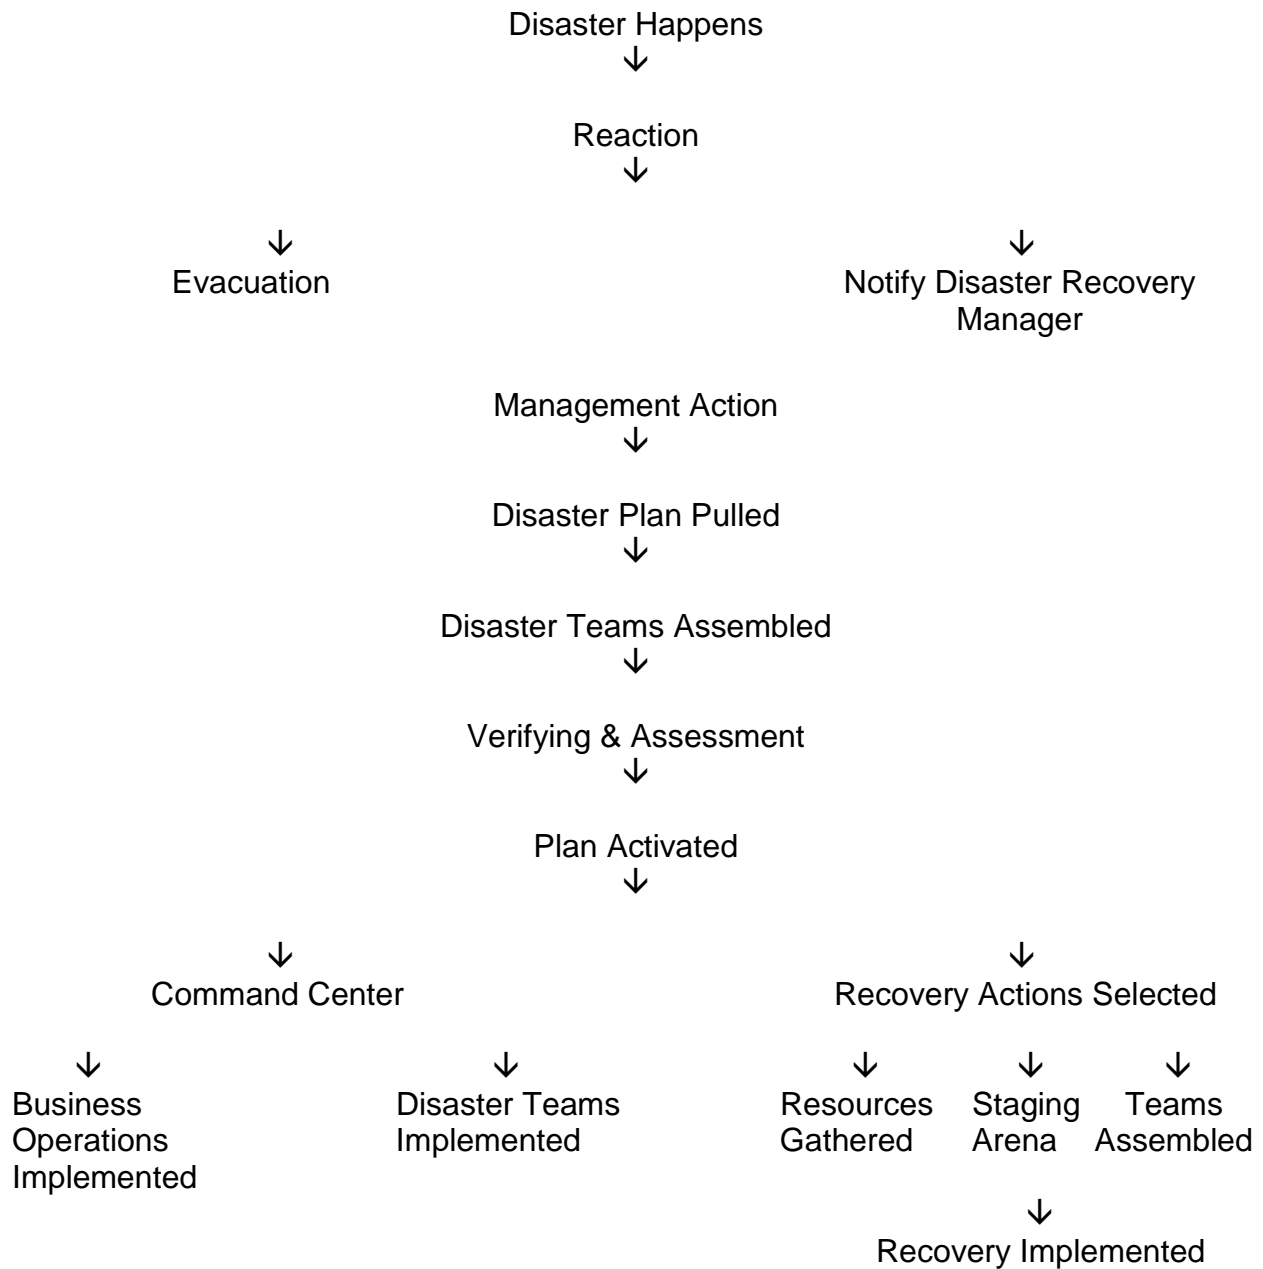 Disaster Happens
Reaction
Evacuation
Notify Disaster Recovery
Manager
Management Action
Disaster Plan Pulled
Disaster Teams Assembled
Verifying & Assessment
Plan Activated
Command Center
Recovery Actions Selected
Business
Operations
Implemented
Disaster Teams
Implemented
Resources
Gathered
Staging
Arena
Teams
Assembled
Recovery Implemented